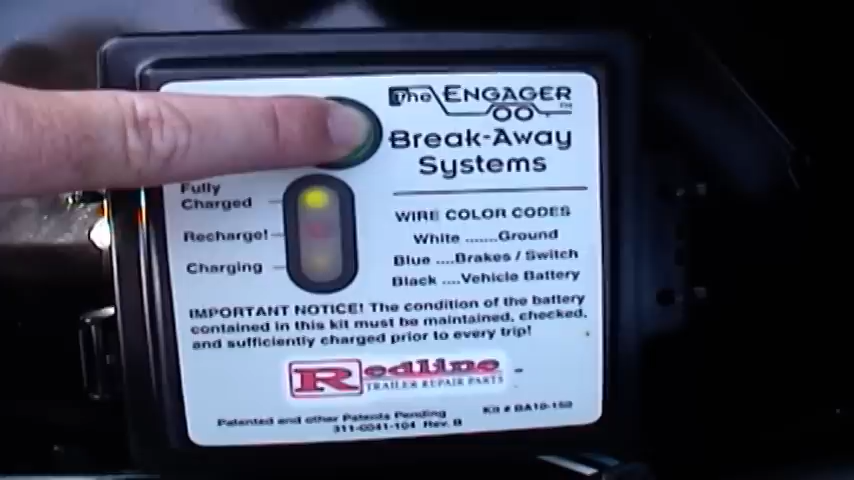 The ENGAGER TM
Break-Away
Systems
Fully
Charged
Recharge!
Charging
WIRE COLOR CODES
White .......Ground
Blue ....Brakes / Switch
Black ....Vehicle Battery
IMPORTANT NOTICE! The condition of the battery
contained in this kit must be maintained, checked,
and sufficiently charged prior to every trip!
R Redline
TRAILER REPAIR PARTS
Patented and other Patents Pending
Kit # BA10-150
311-0041-104 Rev. B